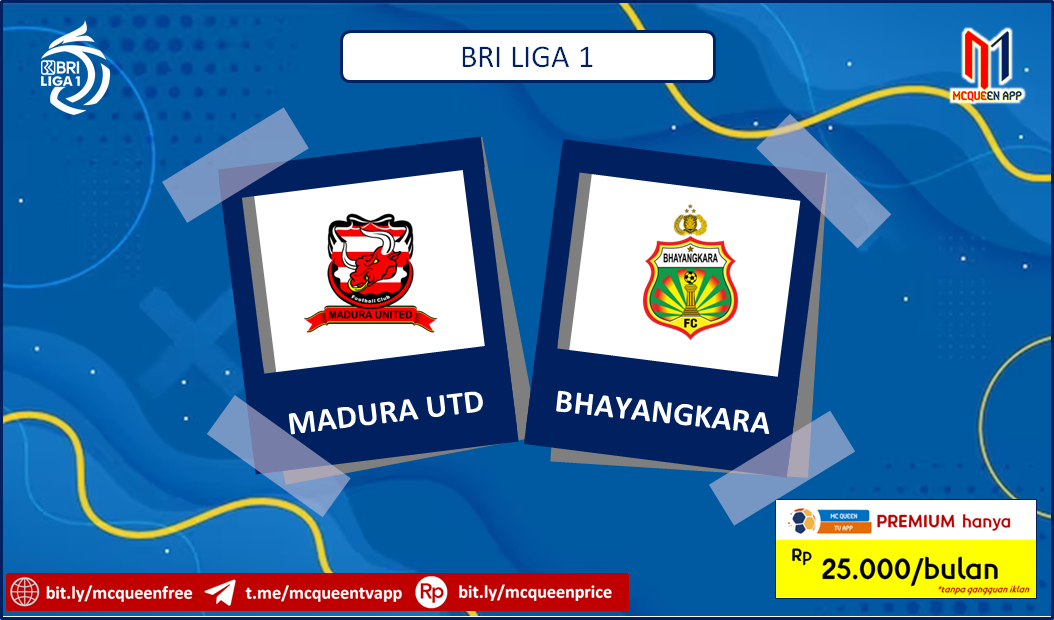 BRI LIGA 1
BRI
LIGA 1
MCQUEEN APP
Football Club
MADURA UNITED
BHAYANGKARA
FC
MADURA UTD
BHAYANGKARA
MC QUEEN
TU APP
PREMIUM hanya
Rp 25.000/bulan
*tanpa gangguan iklan
bit.ly/mcqueenfree
t.me/mcqueentvapp
Rp
bit.ly/mcqueenprice